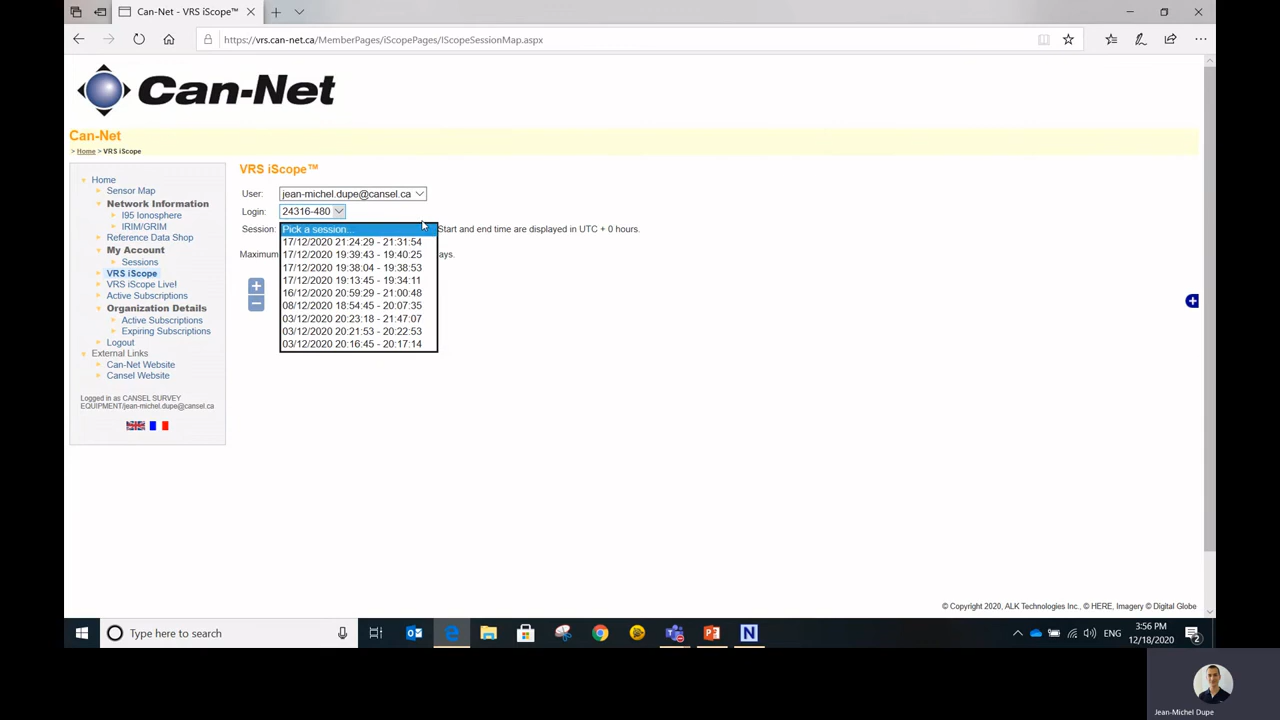 Can-Net - VRS iScope™
https://vrs.can-net.ca/MemberPages/iScopePages/IScopeSessionMap.aspx
Can-Net
Can-Net
> Home > VRS iScope
Home
Sensor Map
Network Information
I95 Ionosphere
IRIM/GRIM
Reference Data Shop
My Account
Sessions
VRS iScope
VRS iScope Live!
Active Subscriptions
Organization Details
Active Subscriptions
Expiring Subscriptions
Logout
External Links
Can-Net Website
Cansel Website
Logged in as CANSEL SURVEY
EQUIPMENT/jean-michel.dupe@cansel.ca
VRS iScope™
User: jean-michel.dupe@cansel.ca
Login: 24316-480
Session: Pick a session... Start and end time are displayed in UTC + 0 hours.
17/12/2020 21:24:29 - 21:31:54
Maximum 17/12/2020 19:39:43 - 19:40:25 ays.
17/12/2020 19:38:04 - 19:38:53
17/12/2020 19:13:45 - 19:34:11
16/12/2020 20:59:29 - 21:00:48
08/12/2020 18:54:45 - 20:07:35
03/12/2020 20:23:18 - 21:47:07
03/12/2020 20:21:53 - 20:22:53
03/12/2020 20:16:45 - 20:17:14
© Copyright 2020, ALK Technologies Inc., © HERE, Imagery © Digital Globe
Type here to search
ENG
3:56 PM
12/18/2020
2
Jean-Michel Dupe